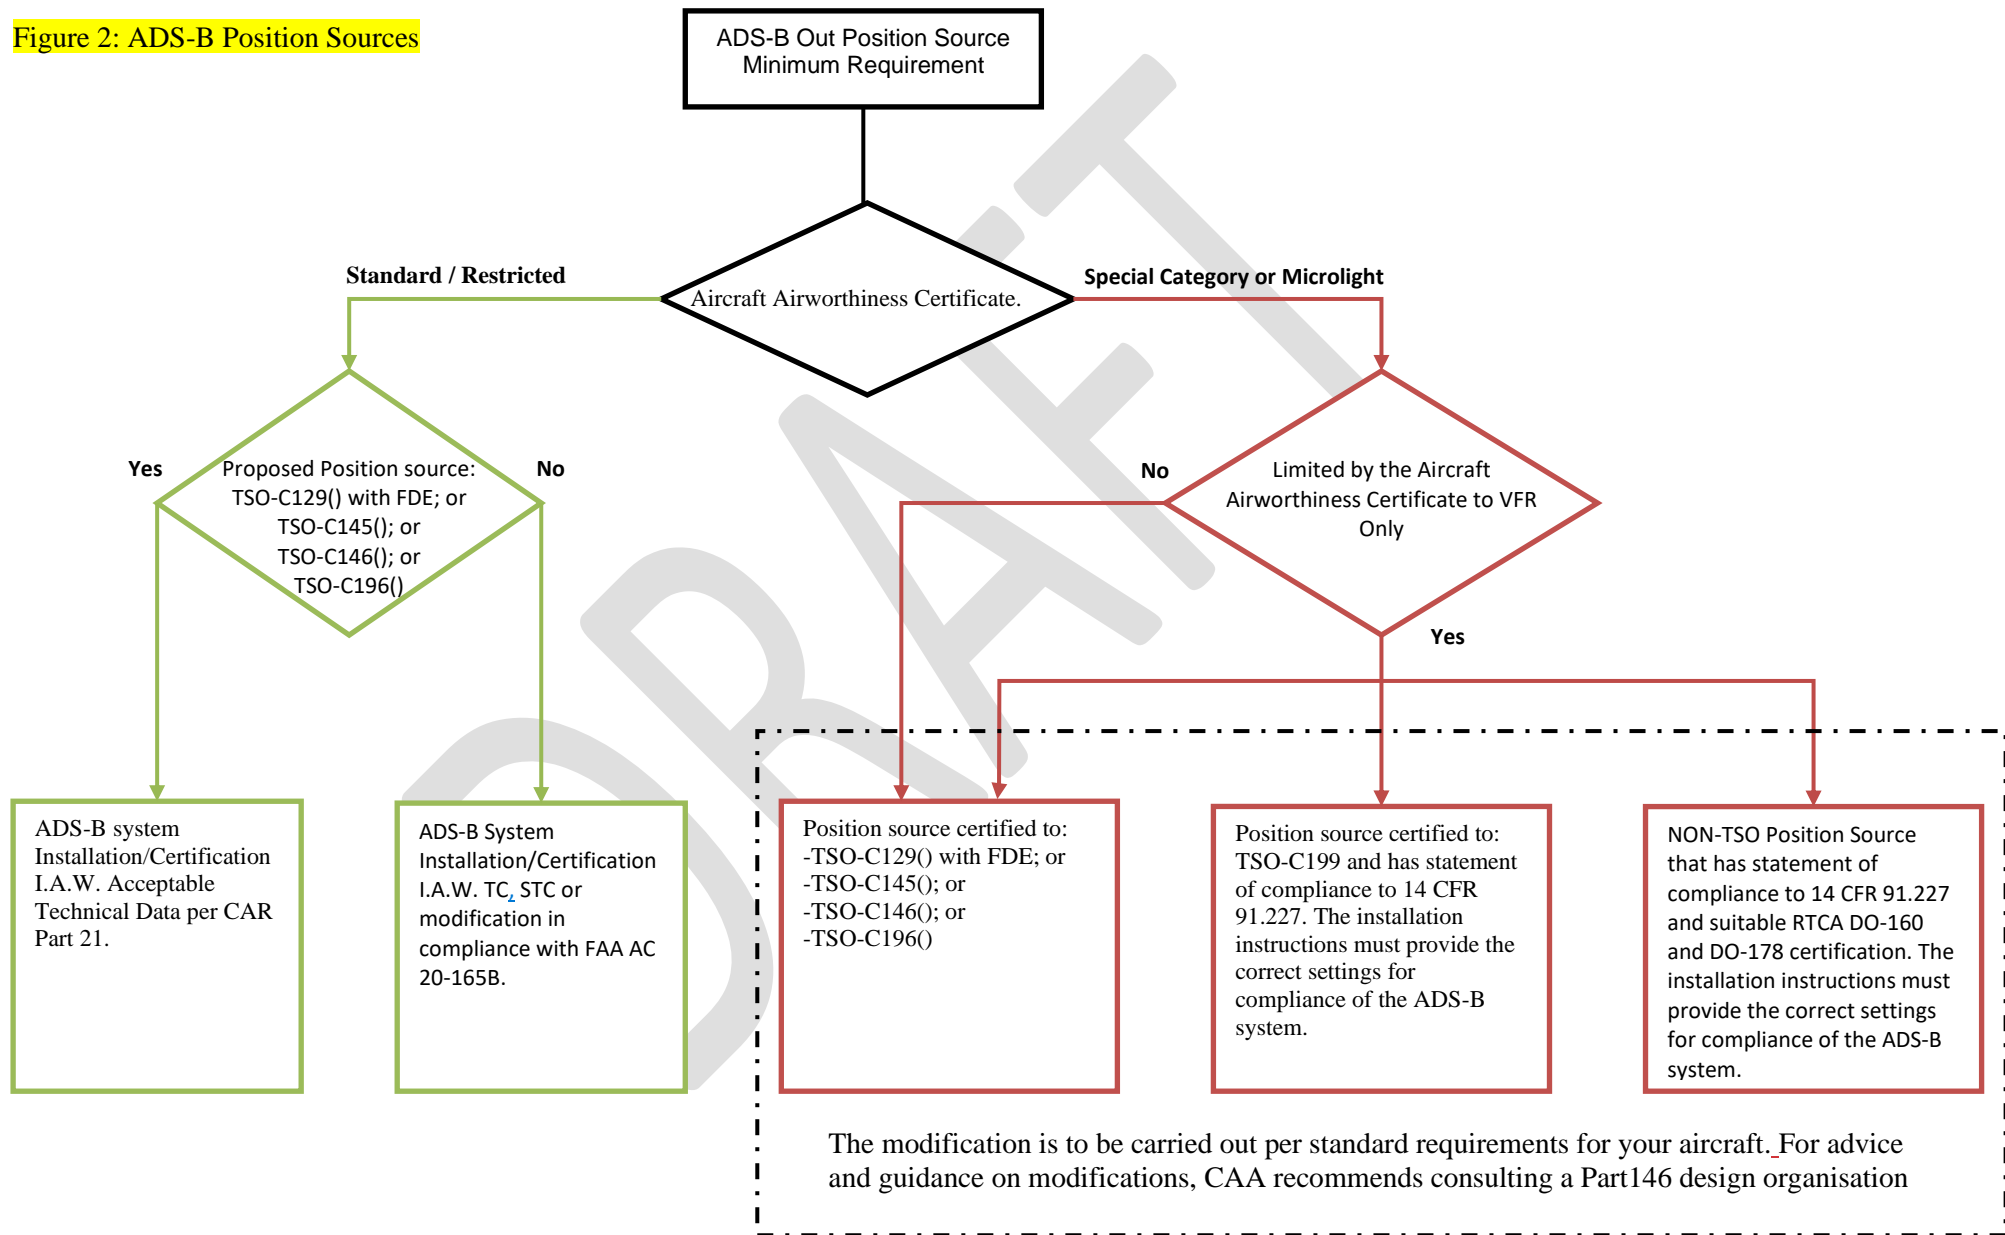 Figure 2: ADS-B Position Sources
ADS-B Out Position Source
Minimum Requirement
Standard / Restricted
Aircraft Airworthiness Certificate.
Special Category or Microlight
Yes
Proposed Position source:
TSO-C129() with FDE; or
TSO-C145(); or
TSO-C146(); or
TSO-C196()
No
No
Limited by the Aircraft
Airworthiness Certificate to VFR
Only
Yes
ADS-B system
Installation/Certification
I.A.W. Acceptable
Technical Data per CAR
Part 21.
ADS-B System
Installation/Certification
I.A.W. TC, STC or
modification in
compliance with FAA AC
20-165B.
Position source certified to:
-TSO-C129() with FDE; or
-TSO-C145(); or
-TSO-C146(); or
-TSO-C196()
Position source certified to:
TSO-C199 and has statement
of compliance to 14 CFR
91.227. The installation
instructions must provide the
correct settings for
compliance of the ADS-B
system.
NON-TSO Position Source
that has statement of
compliance to 14 CFR 91.227
and suitable RTCA DO-160
and DO-178 certification. The
installation instructions must
provide the correct settings
for compliance of the ADS-B
system.
The modification is to be carried out per standard requirements for your aircraft. For advice
and guidance on modifications, CAA recommends consulting a Part146 design organisation
DRAFT